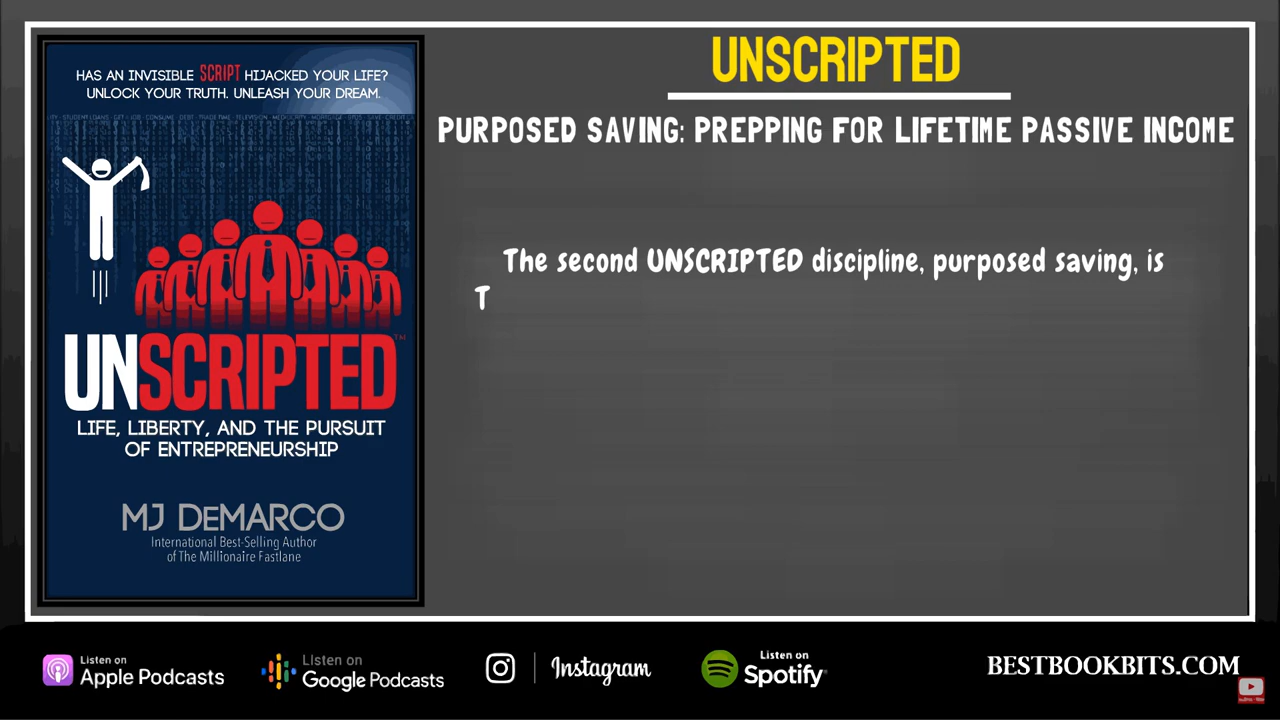 HAS AN INVISIBLE SCRIPT HIJACKED YOUR LIFE?
UNLOCK YOUR TRUTH. UNLEASH YOUR DREAM.
UNSCRIPTED™
LIFE, LIBERTY, AND THE PURSUIT
OF ENTREPRENEURSHIP
MJ DEMARCO
International Best-Selling Author
of The Millionaire Fastlane
UNSCRIPTED
PURPOSED SAVING: PREPPING FOR LIFETIME PASSIVE INCOME
The second UNSCRIPTED discipline, purposed saving, is
T
Listen on
Apple Podcasts
Listen on
Google Podcasts
Instagram
Listen on
Spotify
BESTBOOKBITS.COM